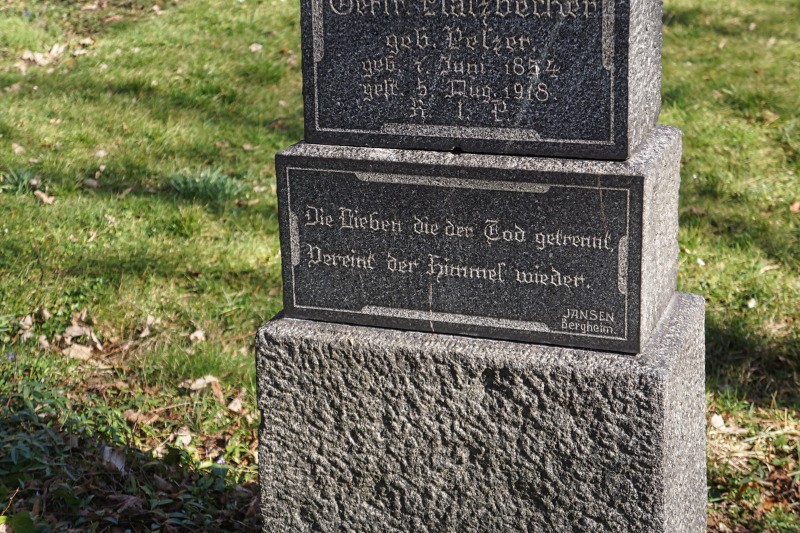 geb. Pelzer.
geb. 7. Juni 1854
gest. 5. Aug. 1918
R. I. P.
Die Lieben die der Tod getrennt,
Vereint der Himmel wieder.
JANSEN
Bergheim.